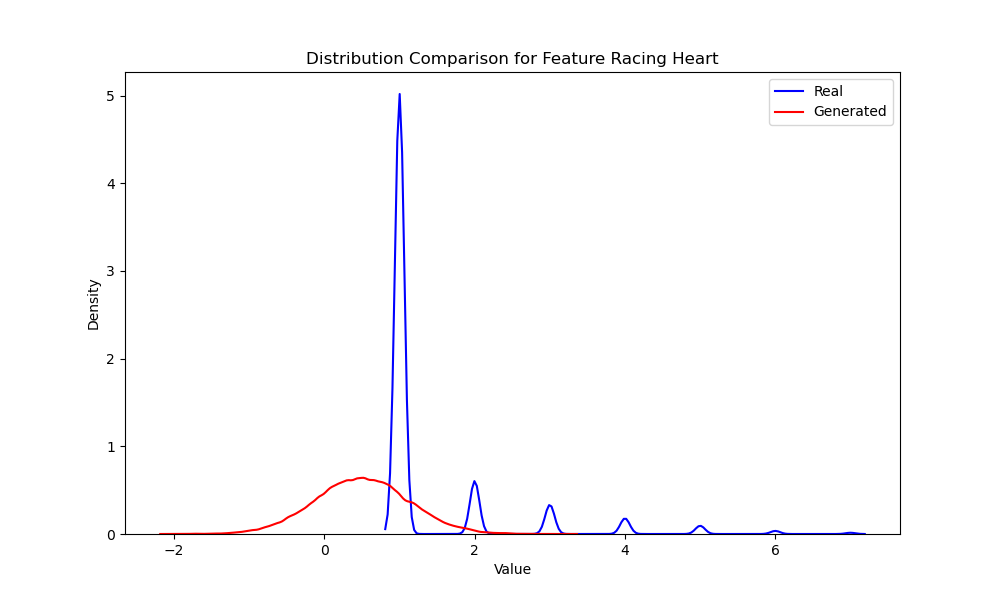 Distribution Comparison for Feature Racing Heart
Real
Generated
Density
5
4
3
2
1
0
−2
0
2
4
6
Value